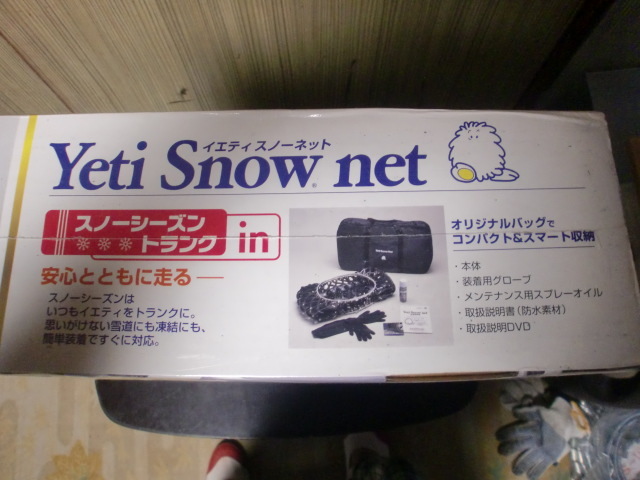 イエティスノーネット
Yeti Snow net
スノーシーズン
トランク in
安心とともに走る
スノーシーズンは
いつもイエティをトランクに。
思いがけない雪道にも凍結にも、
簡単装着ですぐに対応。
オリジナルバッグで
コンパクト&スマート収納
・本体
・装着用グローブ
・メンテナンス用スプレーオイル
・取扱説明書(防水素材)
・取扱説明DVD